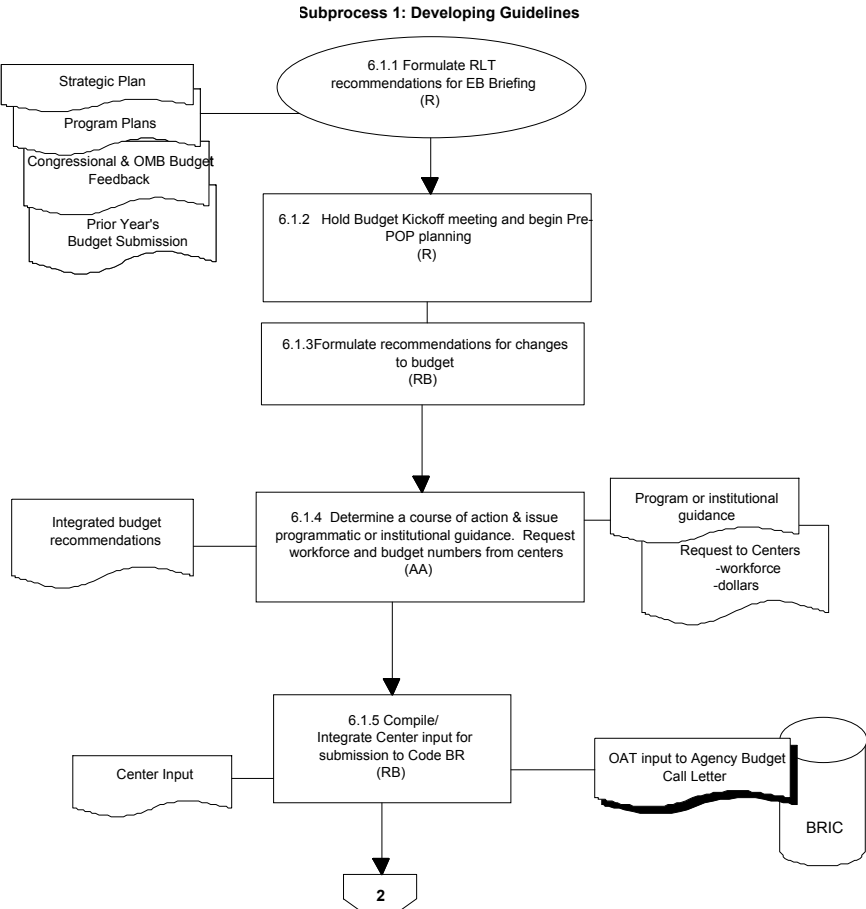 Subprocess 1: Developing Guidelines
6.1.1 Formulate RLT
recommendations for EB Briefing
(R)
Strategic Plan
Program Plans
Congressional & OMB Budget
Feedback
Prior Year's
Budget Submission
6.1.2 Hold Budget Kickoff meeting and begin Pre-
POP planning
(R)
6.1.3Formulate recommendations for changes
to budget
(RB)
Integrated budget
recommendations
6.1.4 Determine a course of action & issue
programmatic or institutional guidance. Request
workforce and budget numbers from centers
(AA)
Program or institutional
guidance
Request to Centers
-workforce
-dollars
Center Input
6.1.5 Compile/
Integrate Center input for
submission to Code BR
(RB)
OAT input to Agency Budget
Call Letter
BRIC
2